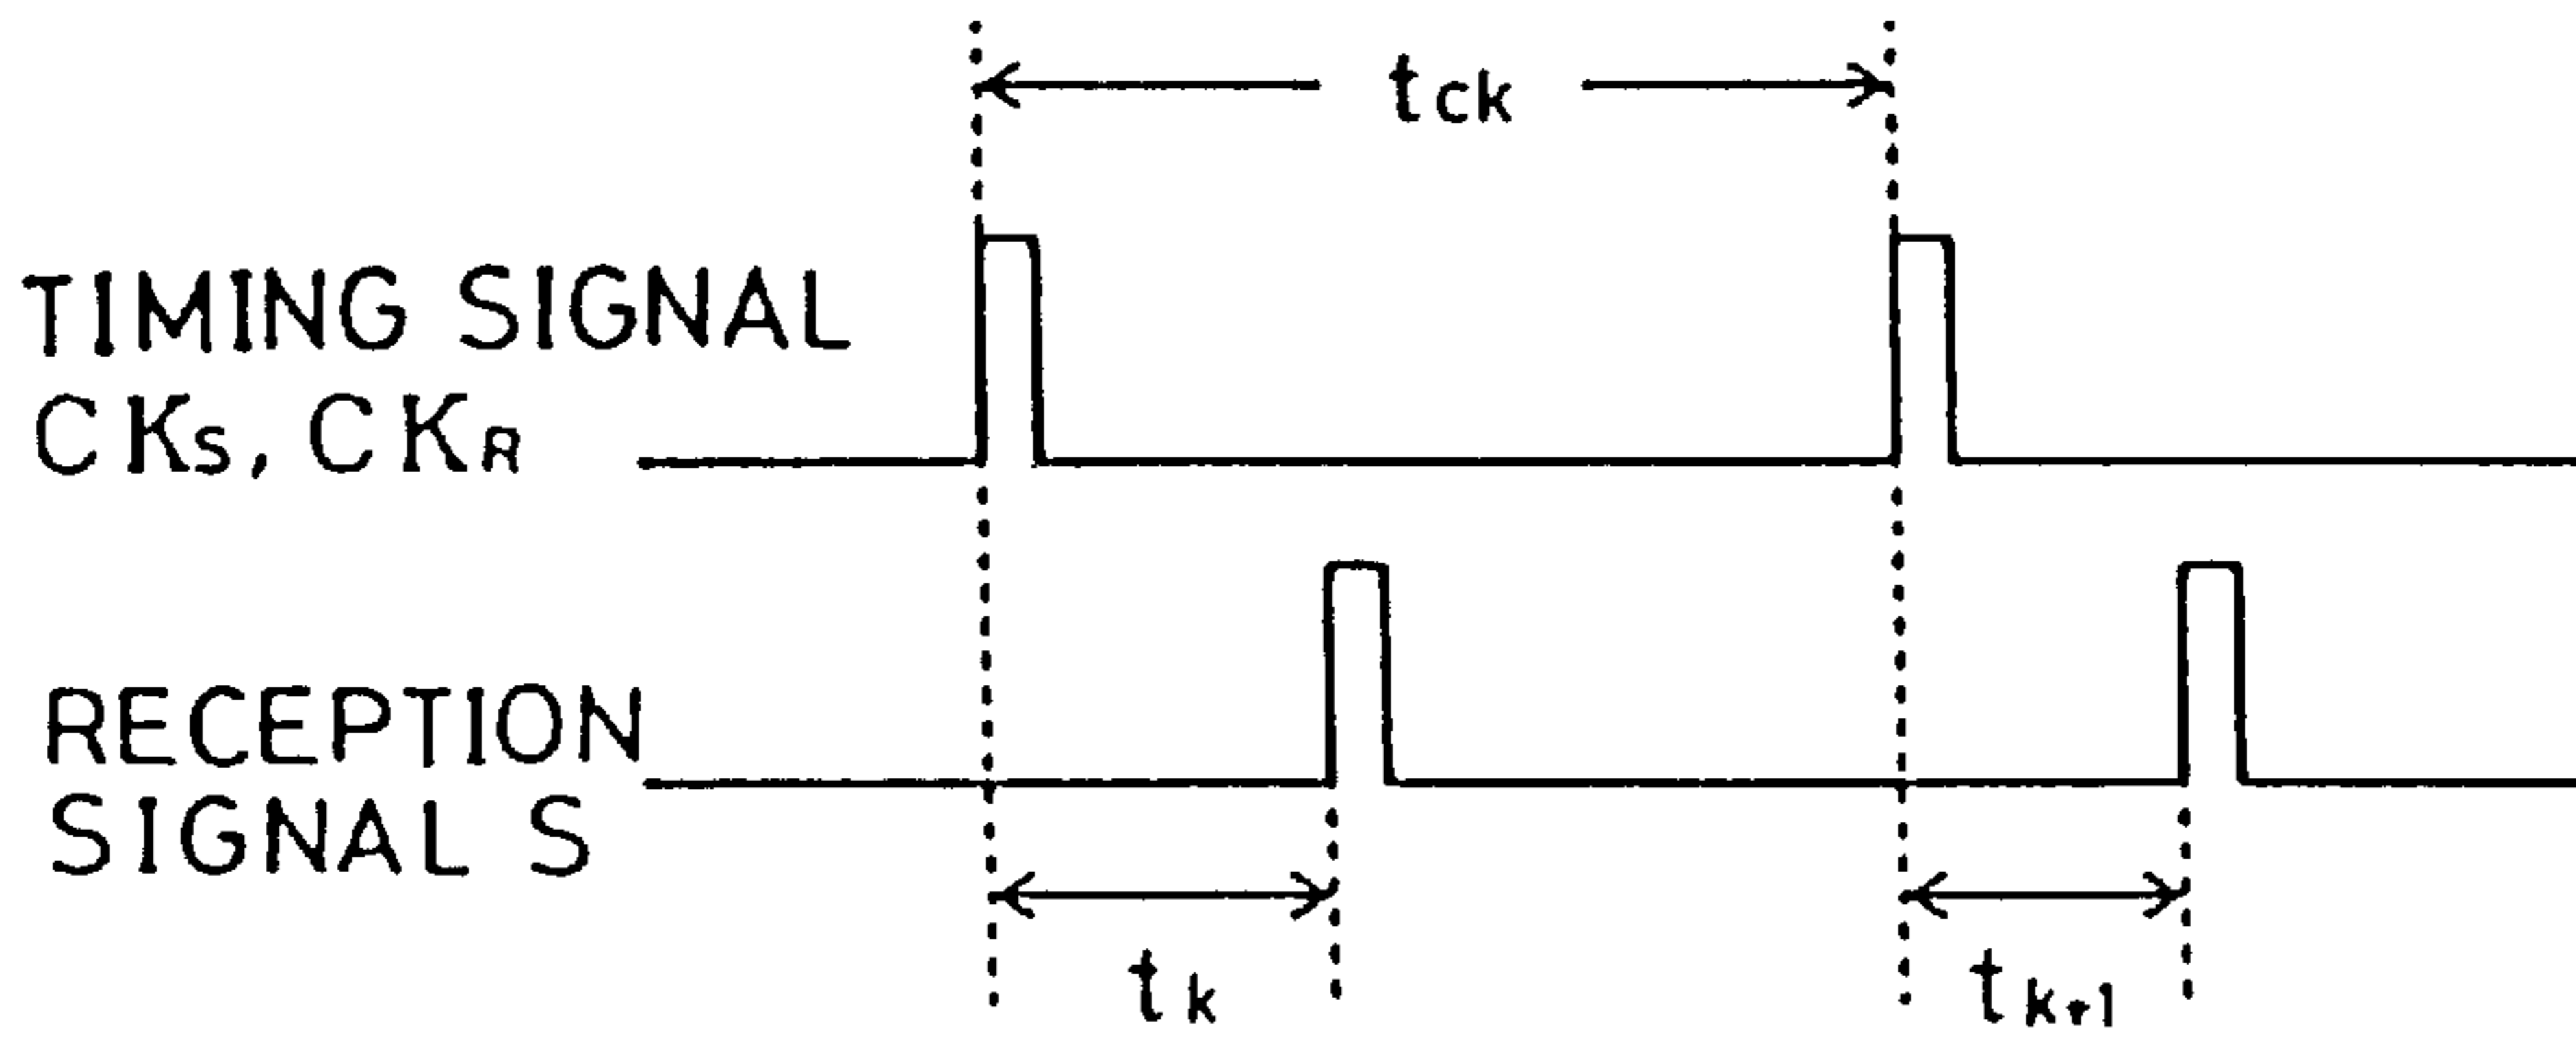 tck
TIMING SIGNAL
CKS, CKR
RECEPTION
SIGNAL S
tk
tk+1